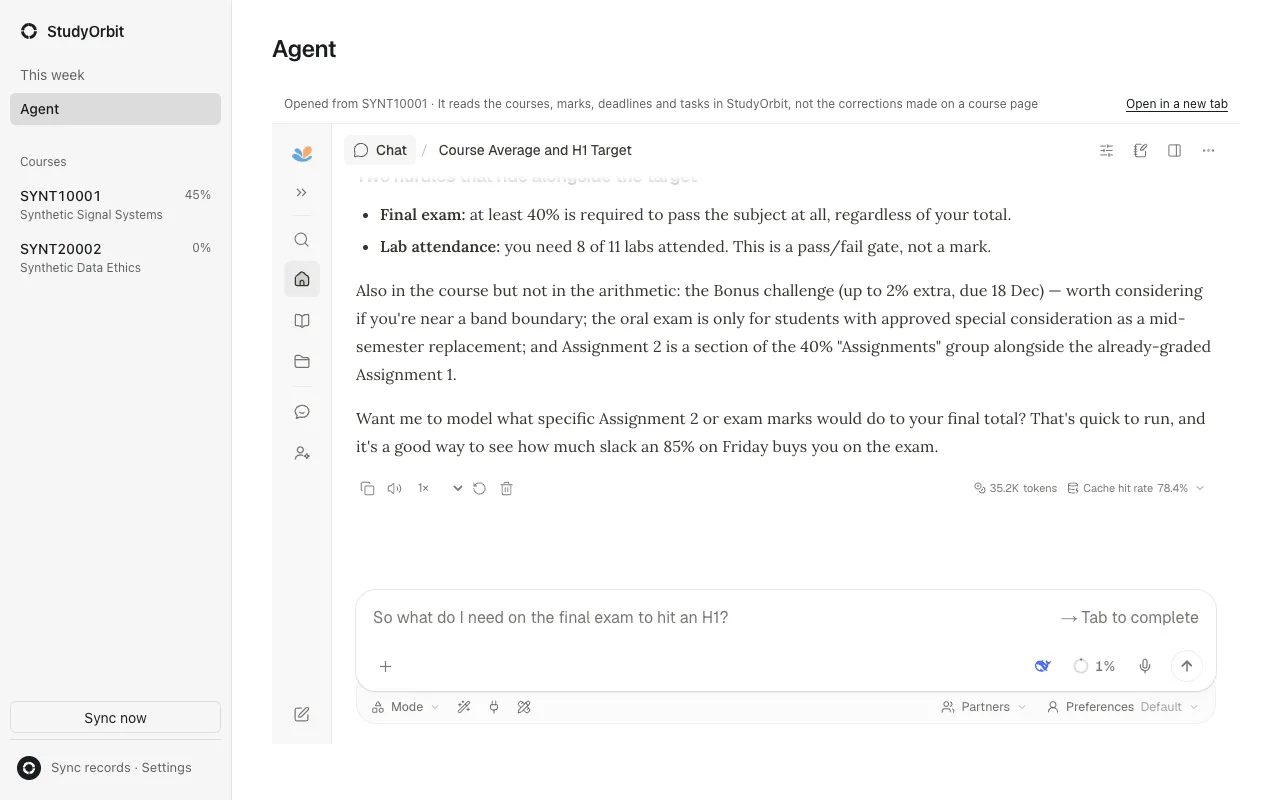 StudyOrbit
This week
Agent
Courses
SYNT10001 45%
Synthetic Signal Systems
SYNT20002 0%
Synthetic Data Ethics
Sync now
Sync records · Settings
Agent
Opened from SYNT10001 · It reads the courses, marks, deadlines and tasks in StudyOrbit, not the corrections made on a course page
Open in a new tab
Chat / Course Average and H1 Target
Two hurdles that ride alongside the target
• Final exam: at least 40% is required to pass the subject at all, regardless of your total.
• Lab attendance: you need 8 of 11 labs attended. This is a pass/fail gate, not a mark.
Also in the course but not in the arithmetic: the Bonus challenge (up to 2% extra, due 18 Dec) — worth considering
if you're near a band boundary; the oral exam is only for students with approved special consideration as a mid-
semester replacement; and Assignment 2 is a section of the 40% "Assignments" group alongside the already-graded
Assignment 1.
Want me to model what specific Assignment 2 or exam marks would do to your final total? That's quick to run, and
it's a good way to see how much slack an 85% on Friday buys you on the exam.
1×
35.2K tokens
Cache hit rate 78.4%
So what do I need on the final exam to hit an H1?
→ Tab to complete
1%
Mode
Partners
Preferences Default